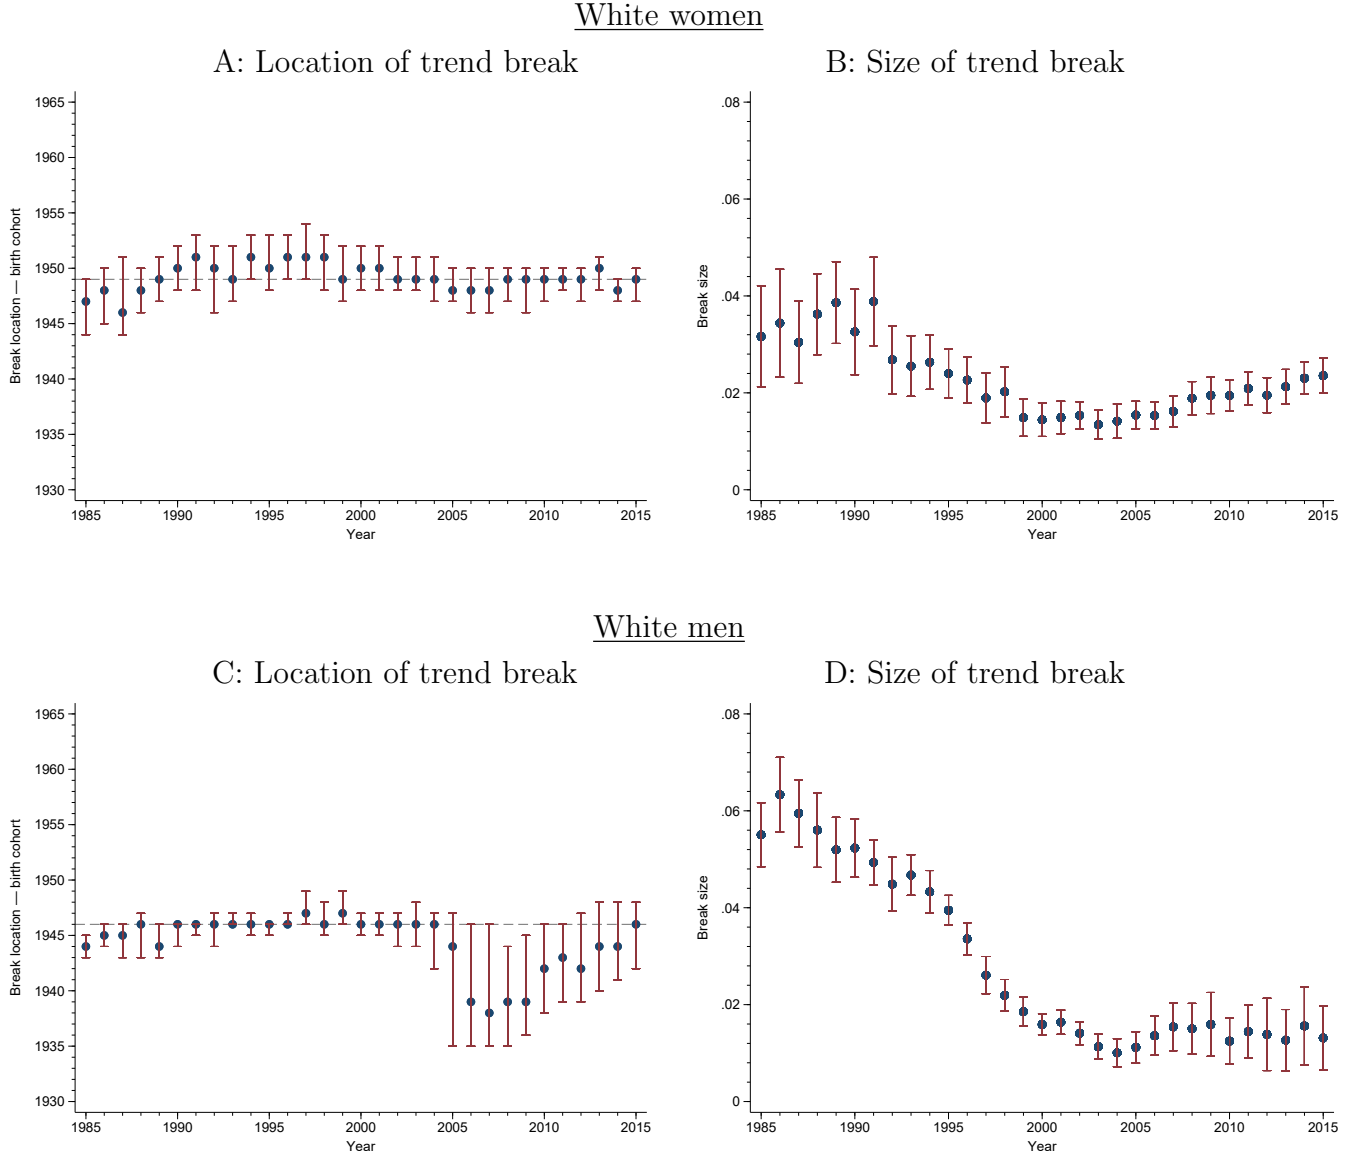 White women
A: Location of trend break
B: Size of trend break
1965
1960
1955
1950
1945
1940
1935
1930
Break location — birth cohort
1985 1990 1995 2000 2005 2010 2015
Year
.08
.06
.04
.02
0
Break size
1985 1990 1995 2000 2005 2010 2015
Year
White men
C: Location of trend break
D: Size of trend break
1965
1960
1955
1950
1945
1940
1935
1930
Break location — birth cohort
1985 1990 1995 2000 2005 2010 2015
Year
.08
.06
.04
.02
0
Break size
1985 1990 1995 2000 2005 2010 2015
Year